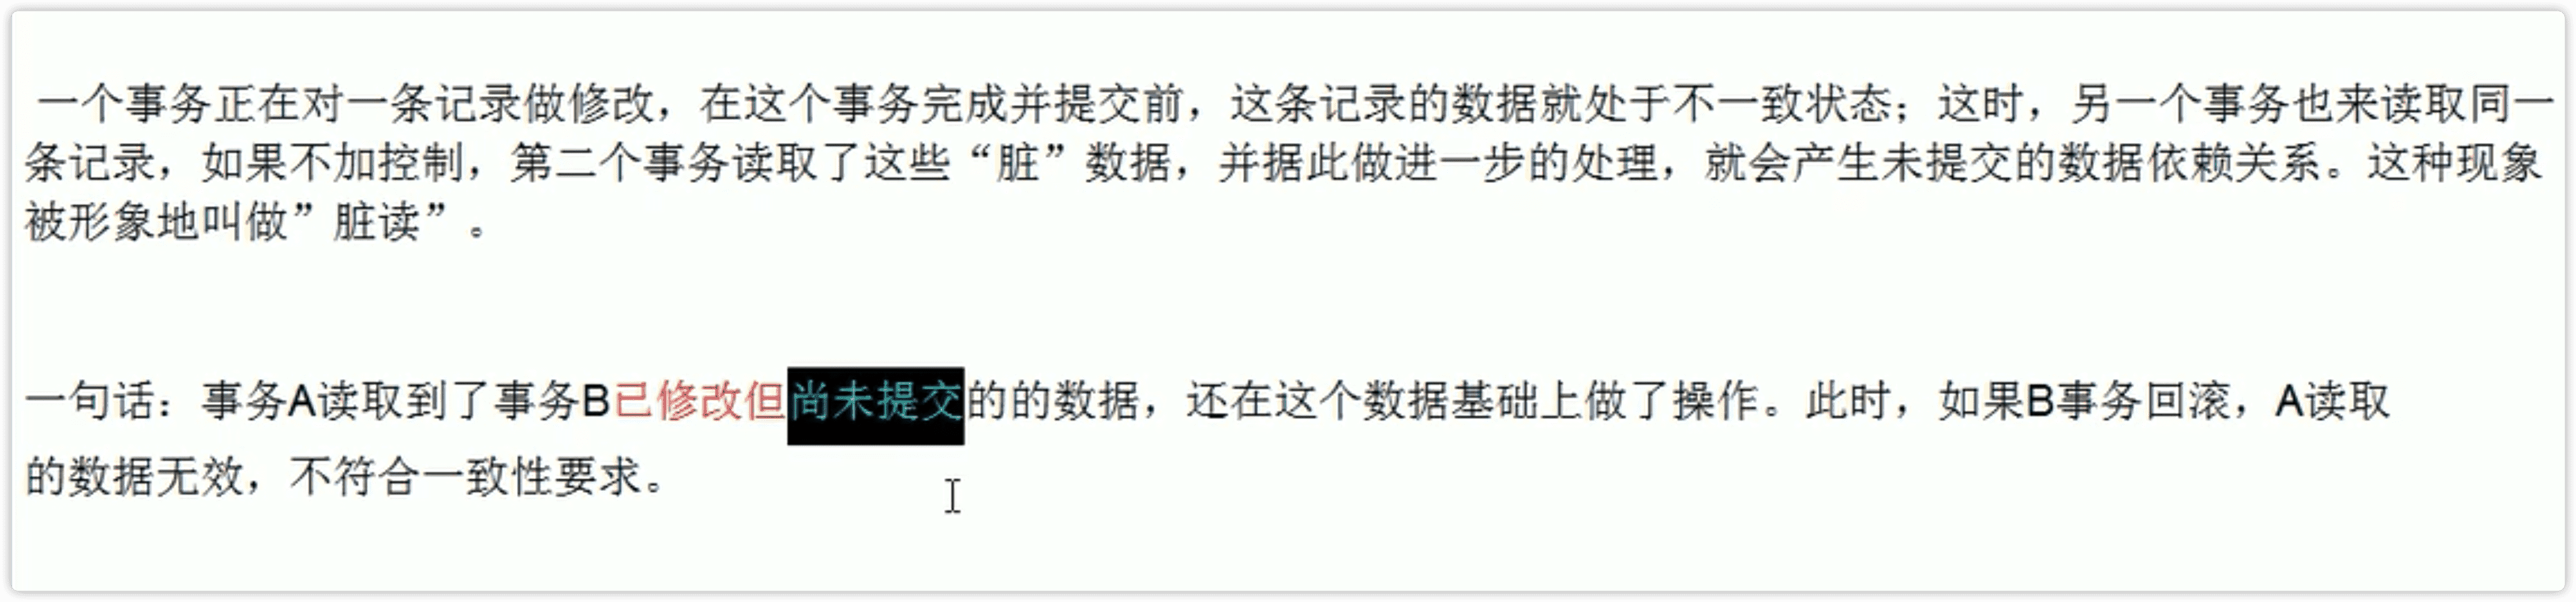 一个事务正在对一条记录做修改，在这个事务完成并提交前，这条记录的数据就处于不一致状态；这时，另一个事务也来读取同一
条记录，如果不加控制，第二个事务读取了这些“脏”数据，并据此做进一步的处理，就会产生未提交的数据依赖关系。这种现象
被形象地叫做”脏读”。
一句话：事务A读取到了事务B已修改但尚未提交的的数据，还在这个数据基础上做了操作。此时，如果B事务回滚，A读取
的数据无效，不符合一致性要求。